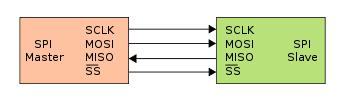 SCLK
MOSI
MISO
SS
SPI
Master
SCLK
MOSI
MISO
SS
SPI
Slave